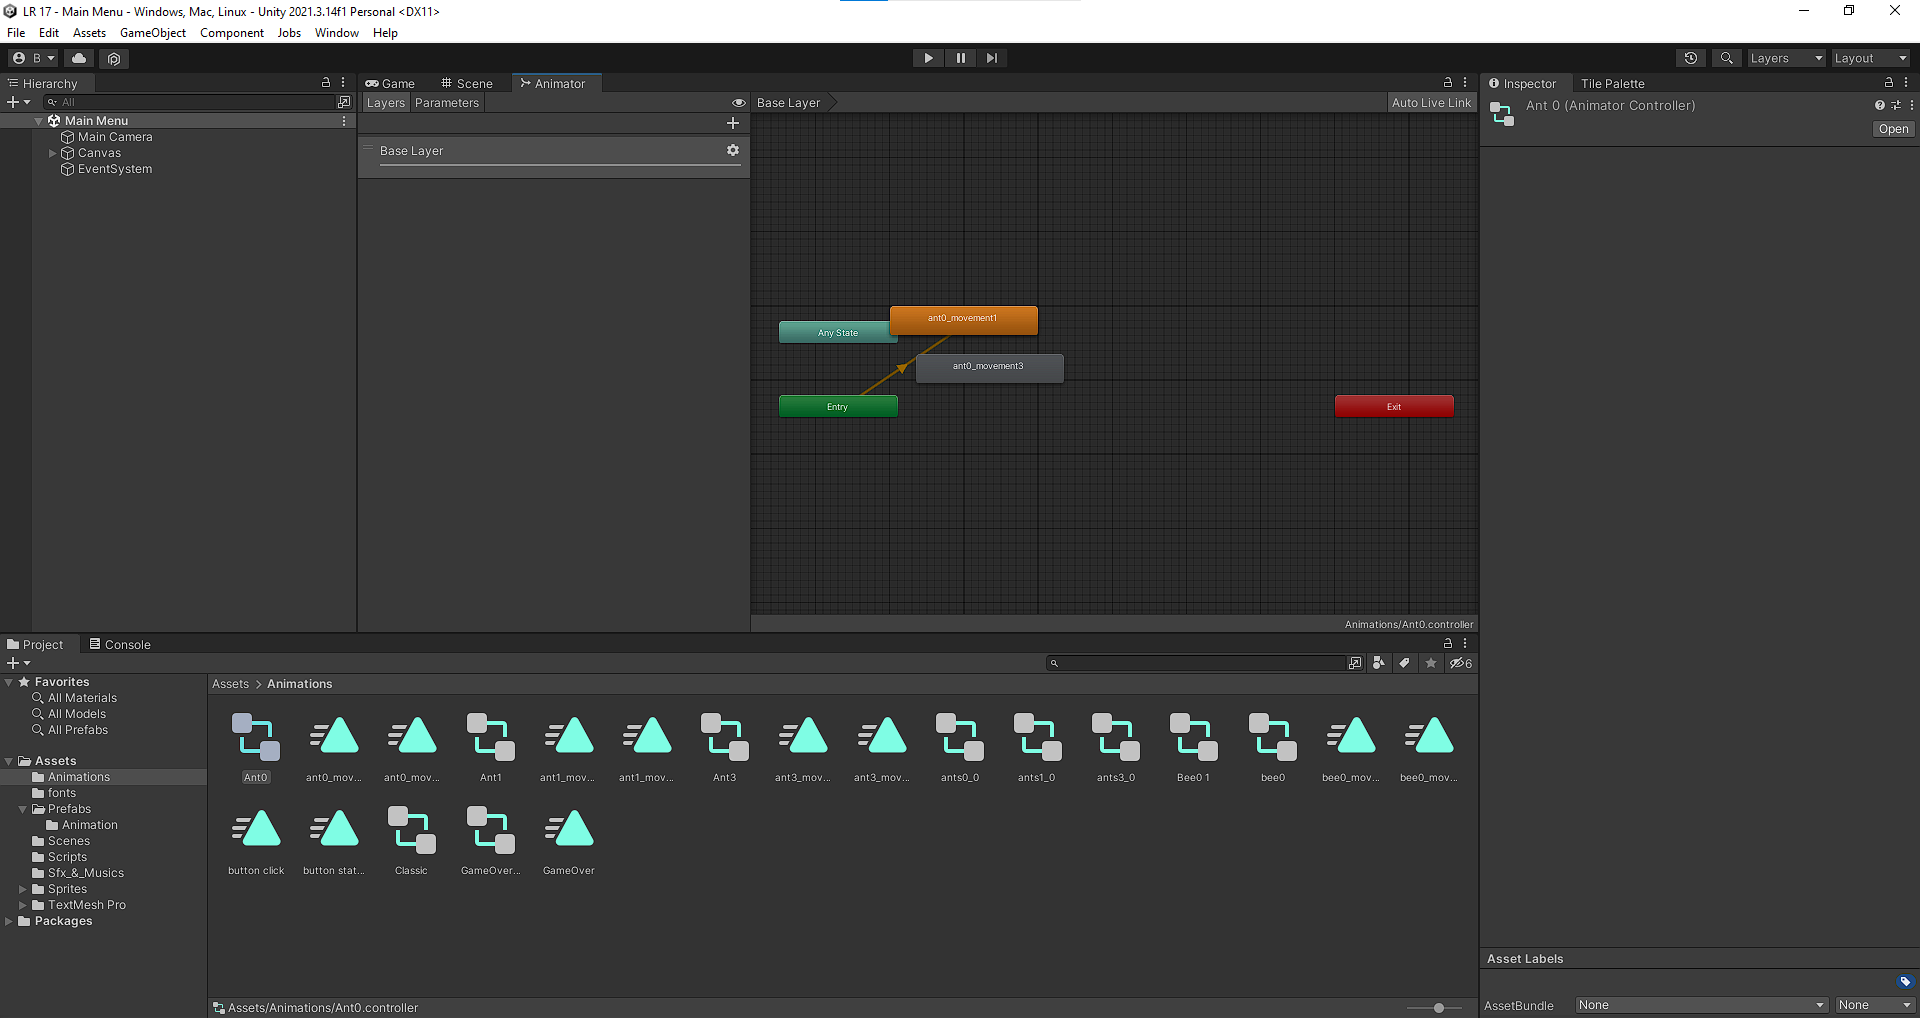 LR 17 - Main Menu - Windows, Mac, Linux - Unity 2021.3.14f1 Personal <DX11>
File Edit Assets GameObject Component Jobs Window Help
B Layers Layout
Hierarchy
All
Main Menu
Main Camera
Canvas
EventSystem
Game Scene Animator
Layers Parameters
Base Layer
Base Layer Auto Live Link
Any State
ant0_movement1
ant0_movement3
Entry
Exit
Animations/Ant0.controller
Inspector Tile Palette
Ant 0 (Animator Controller)
Open
Project Console
6
Favorites
All Materials
All Models
All Prefabs
Assets
Animations
fonts
Prefabs
Animation
Scenes
Scripts
Sfx_&_Musics
Sprites
TextMesh Pro
Packages
Assets > Animations
Ant0 ant0_mov... ant0_mov... Ant1 ant1_mov... ant1_mov... Ant3 ant3_mov... ant3_mov... ants0_0 ants1_0 ants3_0 Bee0 1 bee0 bee0_mov... bee0_mov...
button click button stat... Classic GameOver... GameOver
Assets/Animations/Ant0.controller
Asset Labels
AssetBundle None None